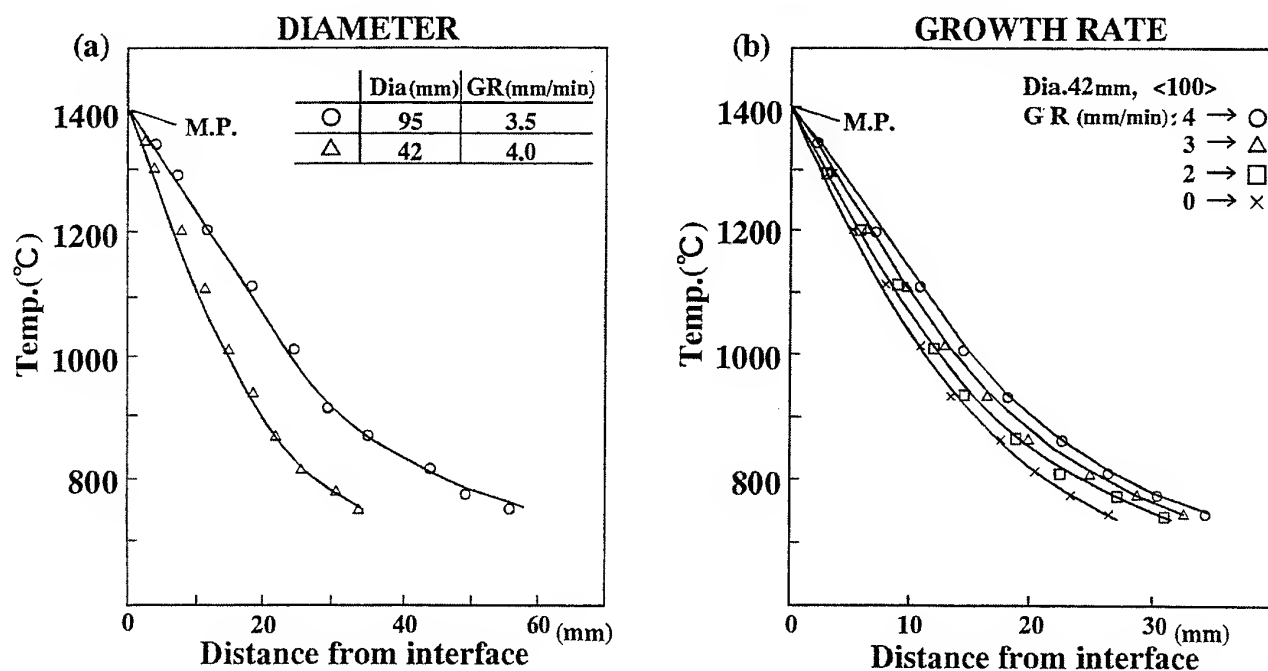 (a) DIAMETER
Dia(mm) GR(mm/min)
○ 95 3.5
△ 42 4.0
M.P.
1400
1200
1000
800
Temp.(℃)
0 20 40 60 (mm)
Distance from interface
(b) GROWTH RATE
Dia.42mm, <100>
GR (mm/min): 4 → ○
3 → △
2 → □
0 → ×
M.P.
1400
1200
1000
800
Temp.(℃)
0 10 20 30 (mm)
Distance from interface